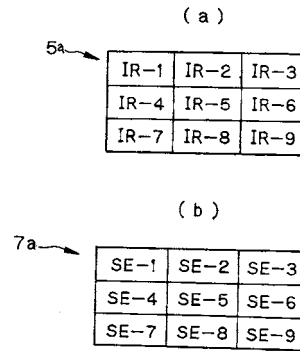 (a)
5a
IR-1 IR-2 IR-3
IR-4 IR-5 IR-6
IR-7 IR-8 IR-9
(b)
7a
SE-1 SE-2 SE-3
SE-4 SE-5 SE-6
SE-7 SE-8 SE-9